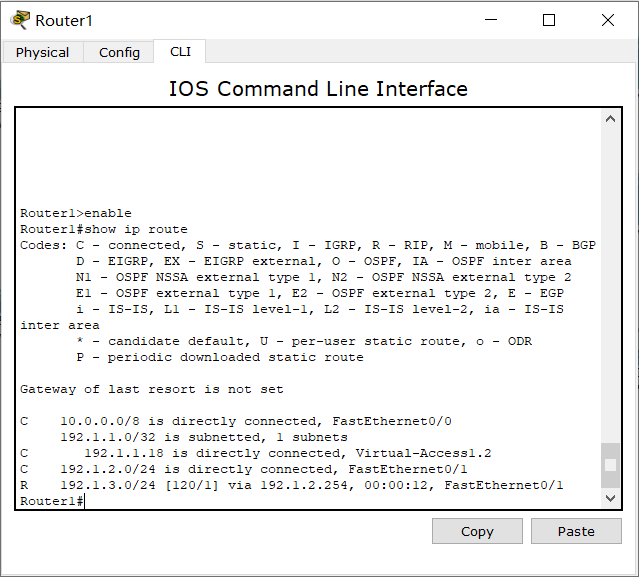 Router1
Physical Config CLI
IOS Command Line Interface
Router1>enable
Router1#show ip route
Codes: C - connected, S - static, I - IGRP, R - RIP, M - mobile, B - BGP
       D - EIGRP, EX - EIGRP external, O - OSPF, IA - OSPF inter area
       N1 - OSPF NSSA external type 1, N2 - OSPF NSSA external type 2
       E1 - OSPF external type 1, E2 - OSPF external type 2, E - EGP
       i - IS-IS, L1 - IS-IS level-1, L2 - IS-IS level-2, ia - IS-IS
inter area
       * - candidate default, U - per-user static route, o - ODR
       P - periodic downloaded static route
Gateway of last resort is not set
C    10.0.0.0/8 is directly connected, FastEthernet0/0
     192.1.1.0/32 is subnetted, 1 subnets
C       192.1.1.18 is directly connected, Virtual-Access1.2
C    192.1.2.0/24 is directly connected, FastEthernet0/1
R    192.1.3.0/24 [120/1] via 192.1.2.254, 00:00:12, FastEthernet0/1
Router1#
Copy Paste